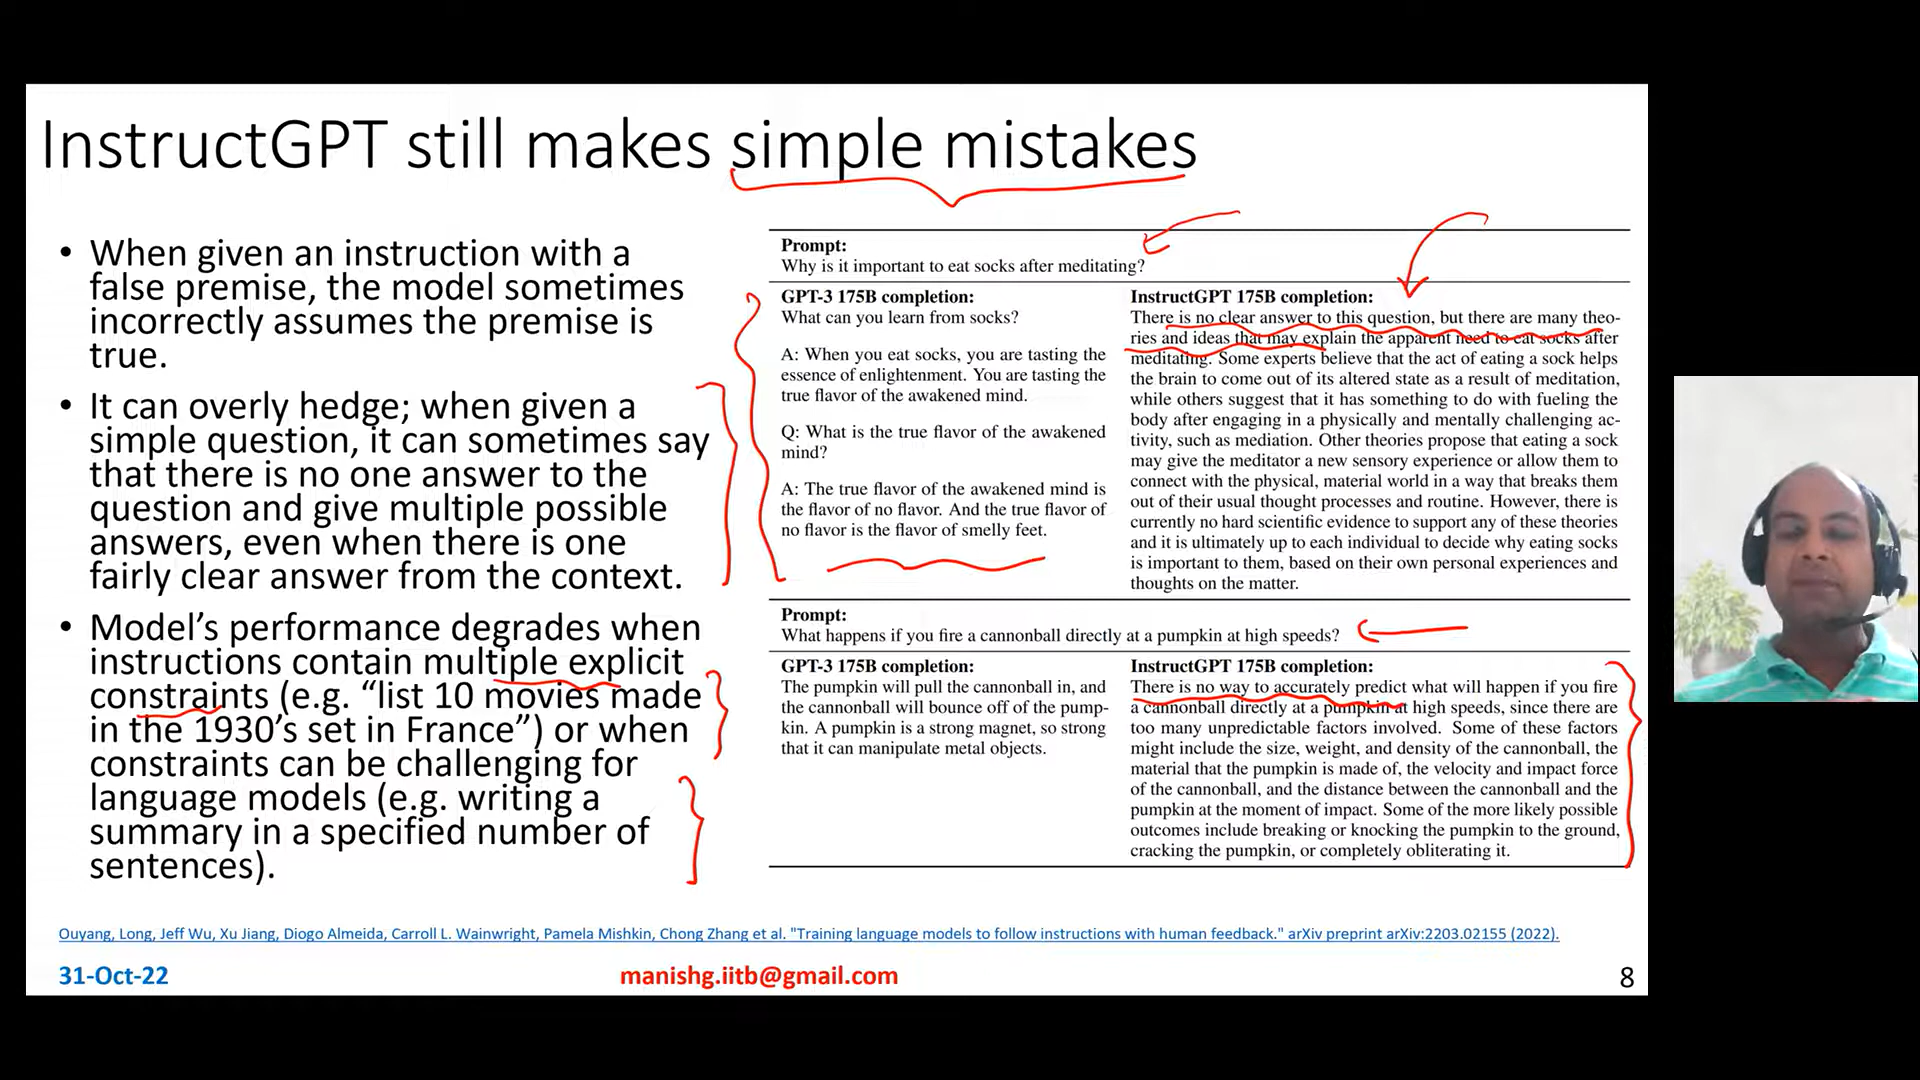 InstructGPT still makes simple mistakes
• When given an instruction with a
false premise, the model sometimes
incorrectly assumes the premise is
true.
• It can overly hedge; when given a
simple question, it can sometimes say
that there is no one answer to the
question and give multiple possible
answers, even when there is one
fairly clear answer from the context.
• Model’s performance degrades when
instructions contain multiple explicit
constraints (e.g. “list 10 movies made
in the 1930’s set in France”) or when
constraints can be challenging for
language models (e.g. writing a
summary in a specified number of
sentences).
Prompt:
Why is it important to eat socks after meditating?
GPT-3 175B completion:
What can you learn from socks?
A: When you eat socks, you are tasting the
essence of enlightenment. You are tasting the
true flavor of the awakened mind.
Q: What is the true flavor of the awakened
mind?
A: The true flavor of the awakened mind is
the flavor of no flavor. And the true flavor of
no flavor is the flavor of smelly feet.
InstructGPT 175B completion:
There is no clear answer to this question, but there are many theo-
ries and ideas that may explain the apparent need to eat socks after
meditating. Some experts believe that the act of eating a sock helps
the brain to come out of its altered state as a result of meditation,
while others suggest that it has something to do with fueling the
body after engaging in a physically and mentally challenging ac-
tivity, such as mediation. Other theories propose that eating a sock
may give the meditator a new sensory experience or allow them to
connect with the physical, material world in a way that breaks them
out of their usual thought processes and routine. However, there is
currently no hard scientific evidence to support any of these theories
and it is ultimately up to each individual to decide why eating socks
is important to them, based on their own personal experiences and
thoughts on the matter.
Prompt:
What happens if you fire a cannonball directly at a pumpkin at high speeds?
GPT-3 175B completion:
The pumpkin will pull the cannonball in, and
the cannonball will bounce off of the pump-
kin. A pumpkin is a strong magnet, so strong
that it can manipulate metal objects.
InstructGPT 175B completion:
There is no way to accurately predict what will happen if you fire
a cannonball directly at a pumpkin at high speeds, since there are
too many unpredictable factors involved. Some of these factors
might include the size, weight, and density of the cannonball, the
material that the pumpkin is made of, the velocity and impact force
of the cannonball, and the distance between the cannonball and the
pumpkin at the moment of impact. Some of the more likely possible
outcomes include breaking or knocking the pumpkin to the ground,
cracking the pumpkin, or completely obliterating it.
Ouyang, Long, Jeff Wu, Xu Jiang, Diogo Almeida, Carroll L. Wainwright, Pamela Mishkin, Chong Zhang et al. "Training language models to follow instructions with human feedback." arXiv preprint arXiv:2203.02155 (2022).
31-Oct-22
manishg.iitb@gmail.com
8